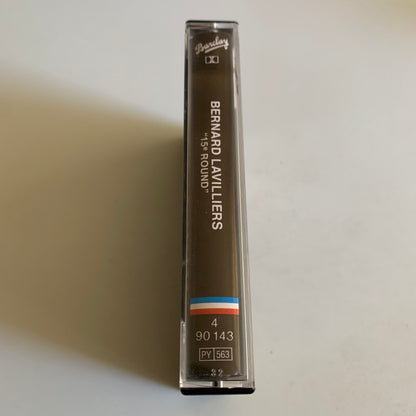 Barclay
BERNARD LAVILLIERS
"15e ROUND"
4
90 143
PY 563